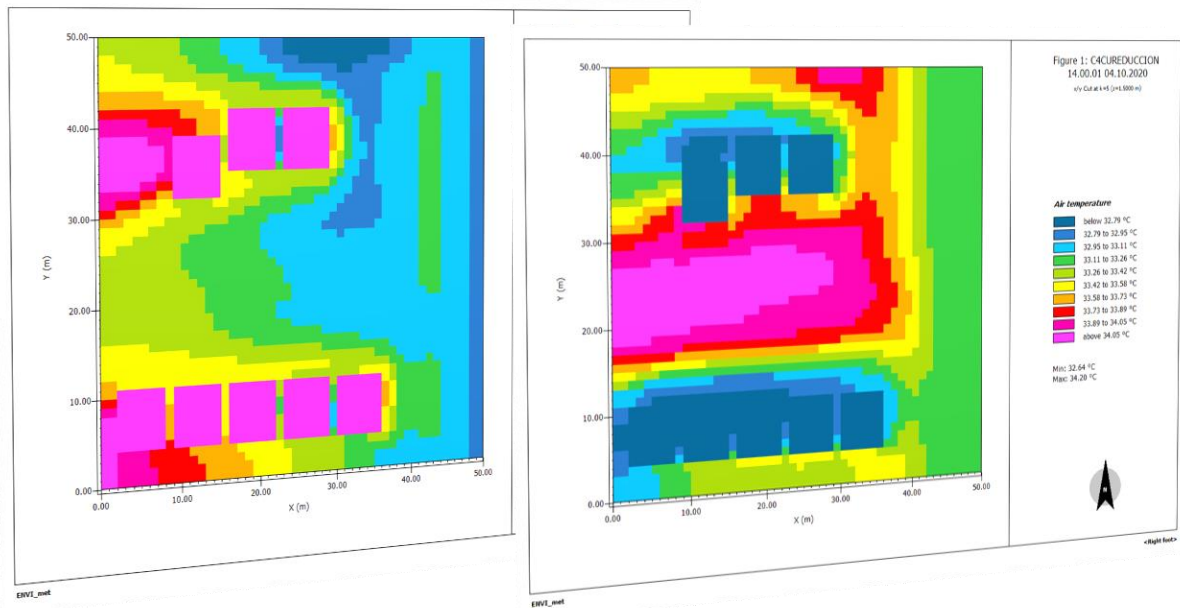 50.00
40.00
30.00
20.00
10.00
0.00
Y (m)
0.00
10.00
20.00
30.00
40.00
50.00
X (m)
ENVI_met
50.00
40.00
30.00
20.00
10.00
0.00
Y (m)
0.00
10.00
20.00
30.00
40.00
50.00
X (m)
ENVI_met
Figure 1: C4CUREDUCCION
14.00.01 04.10.2020
x/y Cut at k=5 (z=1.5000 m)
Air temperature
below 32.79 °C
32.79 to 32.95 °C
32.95 to 33.11 °C
33.11 to 33.26 °C
33.26 to 33.42 °C
33.42 to 33.58 °C
33.58 to 33.73 °C
33.73 to 33.89 °C
33.89 to 34.05 °C
above 34.05 °C
Min: 32.64 °C
Max: 34.20 °C
N
<Right foot>